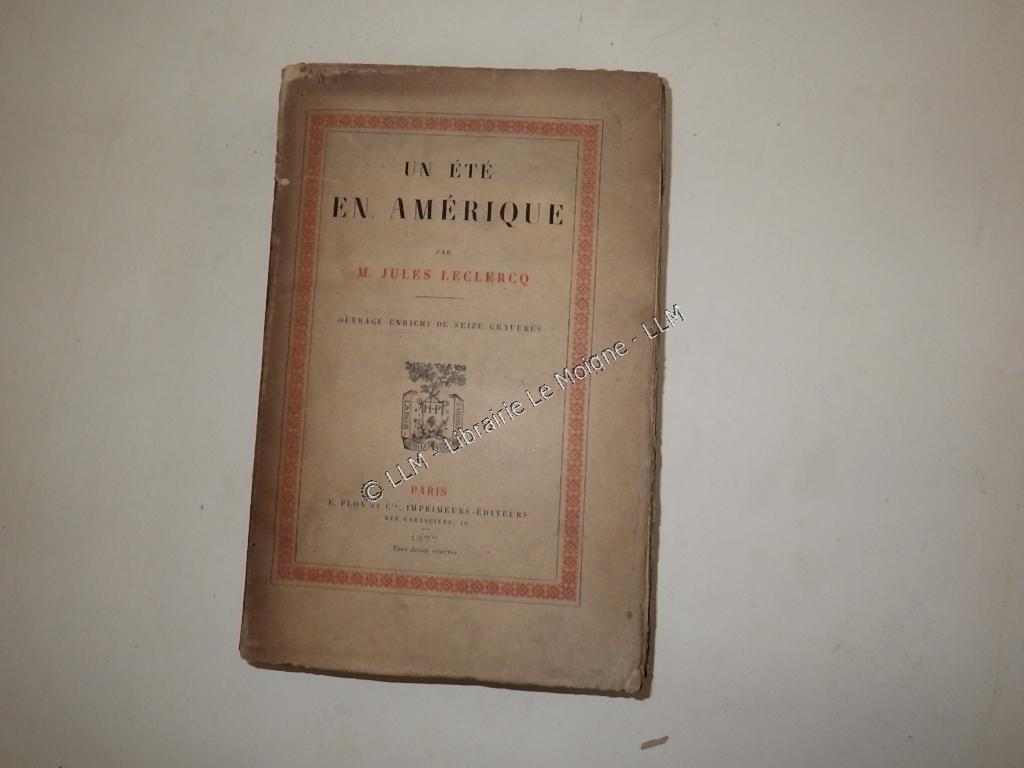 UN ÉTÉ
EN AMÉRIQUE
PAR
M. JULES LECLERCQ
OUVRAGE ENRICHI DE SEIZE GRAVURES
PARIS
E. PLON ET Cie, IMPRIMEURS-ÉDITEURS
RUE GARANCIÈRE, 10
1877
Tous droits réservés
© LLM - Librairie Le Moigne - LLM